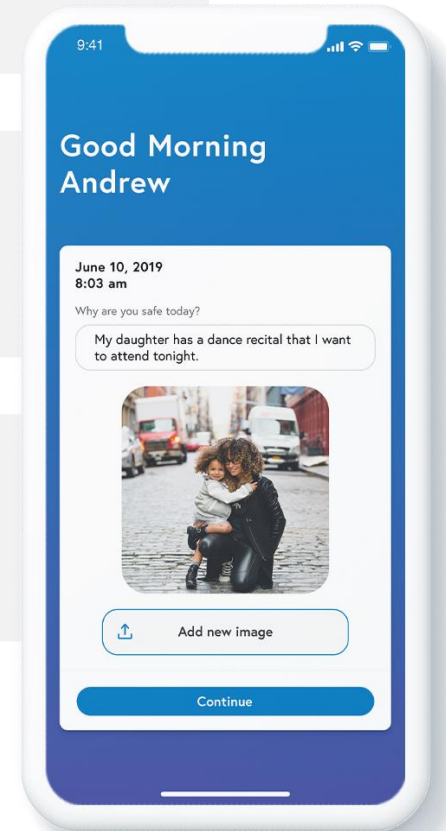 9:41
Good Morning
Andrew
June 10, 2019
8:03 am
Why are you safe today?
My daughter has a dance recital that I want
to attend tonight.
Add new image
Continue